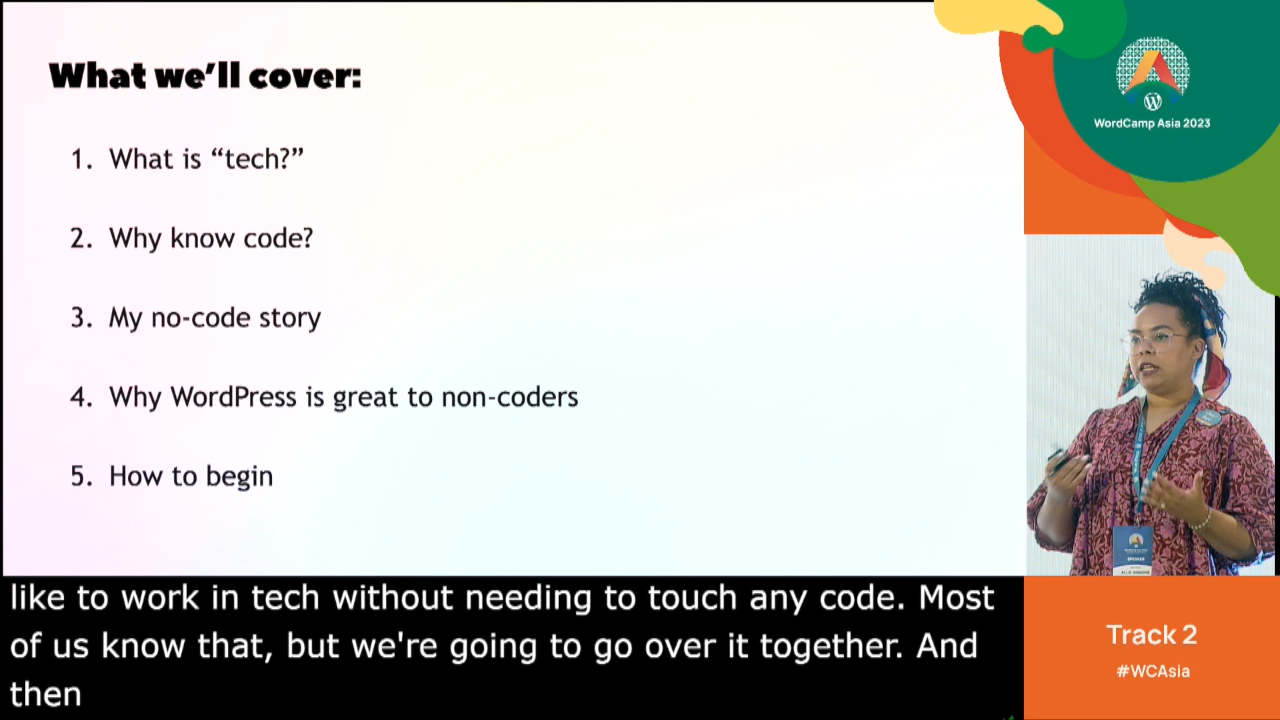 What we'll cover:
1. What is “tech?”
2. Why know code?
3. My no-code story
4. Why WordPress is great to non-coders
5. How to begin
like to work in tech without needing to touch any code. Most
of us know that, but we're going to go over it together. And
then
WordCamp Asia 2023
SPEAKER
Track 2
#WCAsia